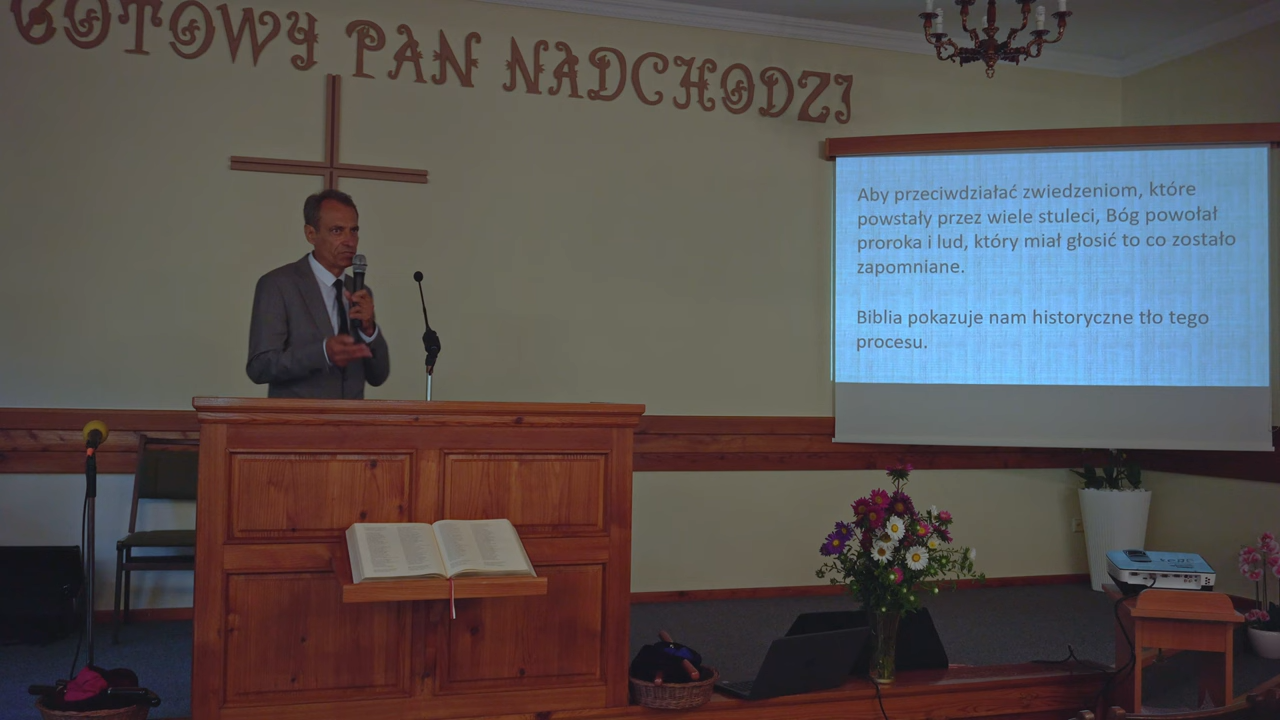 GOTOWY PAN NADCHODZI
Aby przeciwdziałać zwiedzeniom, które
powstały przez wiele stuleci, Bóg powołał
proroka i lud, który miał głosić to co zostało
zapomniane.
Biblia pokazuje nam historyczne tło tego
procesu.